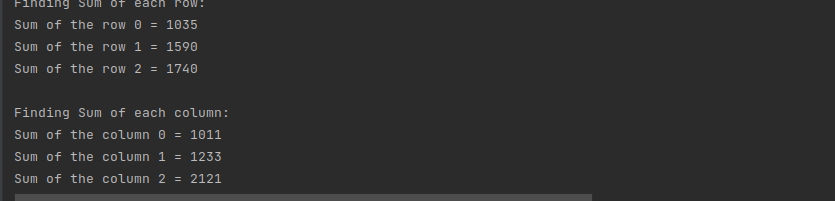 Finding Sum of each row:
Sum of the row 0 = 1035
Sum of the row 1 = 1590
Sum of the row 2 = 1740
Finding Sum of each column:
Sum of the column 0 = 1011
Sum of the column 1 = 1233
Sum of the column 2 = 2121